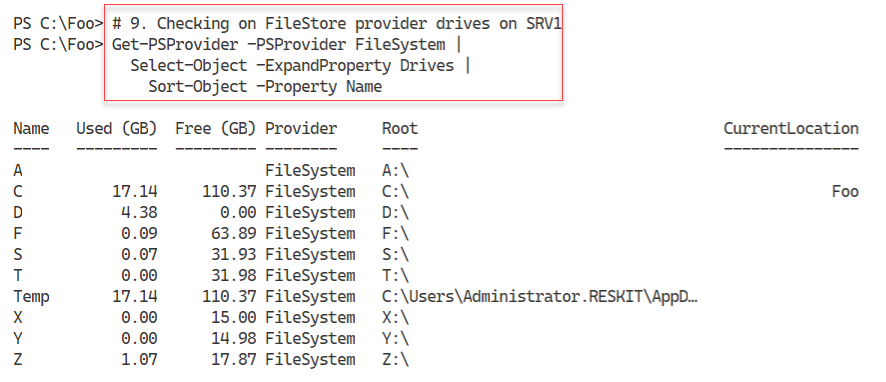 PS C:\Foo> # 9. Checking on FileStore provider drives on SRV1
PS C:\Foo> Get-PSProvider -PSProvider FileSystem |
Select-Object -ExpandProperty Drives |
Sort-Object -Property Name
Name Used (GB) Free (GB) Provider Root CurrentLocation
---- --------- --------- -------- ---- ---------------
A FileSystem A:\
C 17.14 110.37 FileSystem C:\ Foo
D 4.38 0.00 FileSystem D:\
F 0.09 63.89 FileSystem F:\
S 0.07 31.93 FileSystem S:\
T 0.00 31.98 FileSystem T:\
Temp 17.14 110.37 FileSystem C:\Users\Administrator.RESKIT\AppD…
X 0.00 15.00 FileSystem X:\
Y 0.00 14.98 FileSystem Y:\
Z 1.07 17.87 FileSystem Z:\